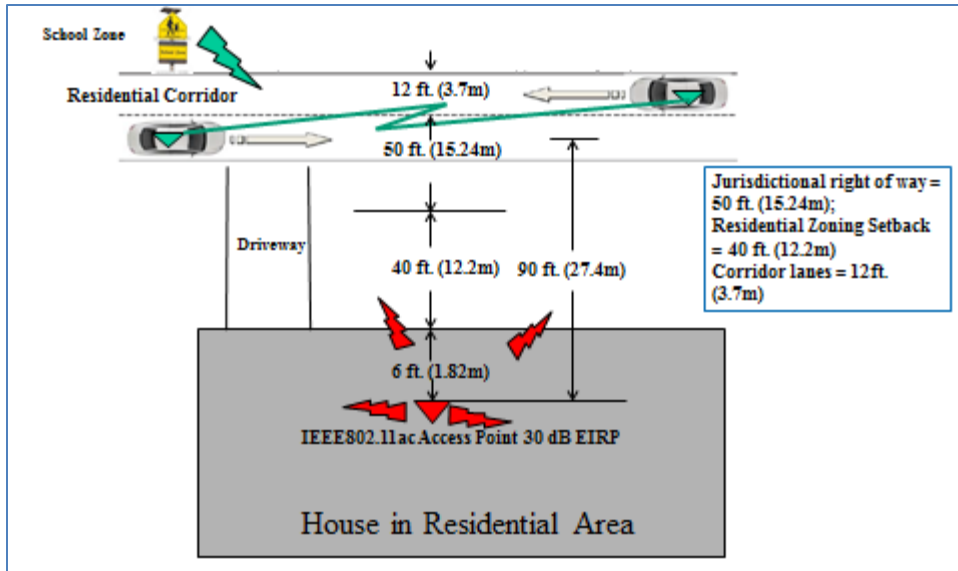 School Zone
Residential Corridor
12 ft. (3.7m)
50 ft. (15.24m)
Jurisdictional right of way =
50 ft. (15.24m);
Residential Zoning Setback
= 40 ft. (12.2m)
Corridor lanes = 12ft.
(3.7m)
Driveway
40 ft. (12.2m)
90 ft. (27.4m)
6 ft. (1.82m)
IEEE802.11ac Access Point 30 dB EIRP
House in Residential Area